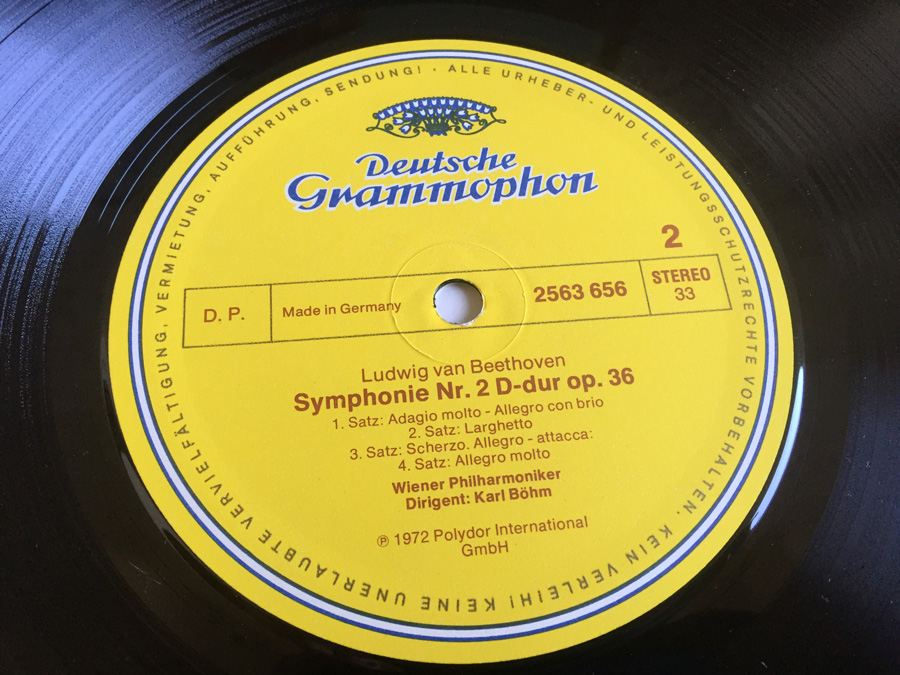 ALLE URHEBER- UND LEISTUNGSSCHUTZRECHTE VORBEHALTEN. KEIN VERLEIH! KEINE UNERLAUBTE VERVIELFÄLTIGUNG, VERMIETUNG, AUFFÜHRUNG, SENDUNG! ·
Deutsche
Grammophon
2
D. P.
Made in Germany
2563 656
STEREO
33
Ludwig van Beethoven
Symphonie Nr. 2 D-dur op. 36
1. Satz: Adagio molto - Allegro con brio
2. Satz: Larghetto
3. Satz: Scherzo. Allegro - attacca:
4. Satz: Allegro molto
Wiener Philharmoniker
Dirigent: Karl Böhm
℗ 1972 Polydor International
GmbH